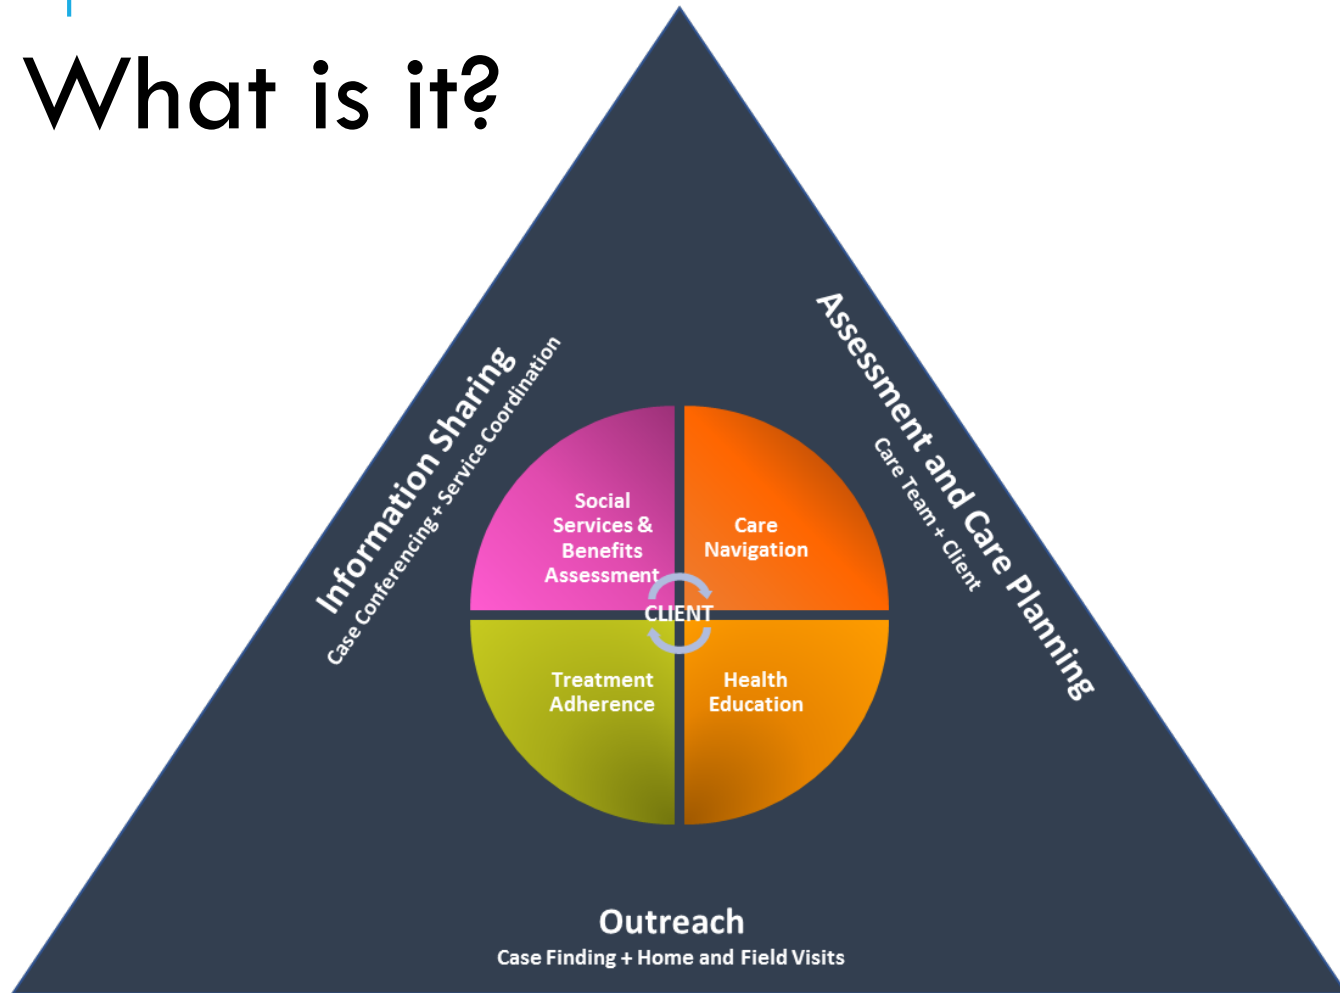 What is it?
Information Sharing
Case Conferencing + Service Coordination
Assessment and Care Planning
Care Team + Client
Social
Services &
Benefits
Assessment
Care
Navigation
CLIENT
Treatment
Adherence
Health
Education
Outreach
Case Finding + Home and Field Visits